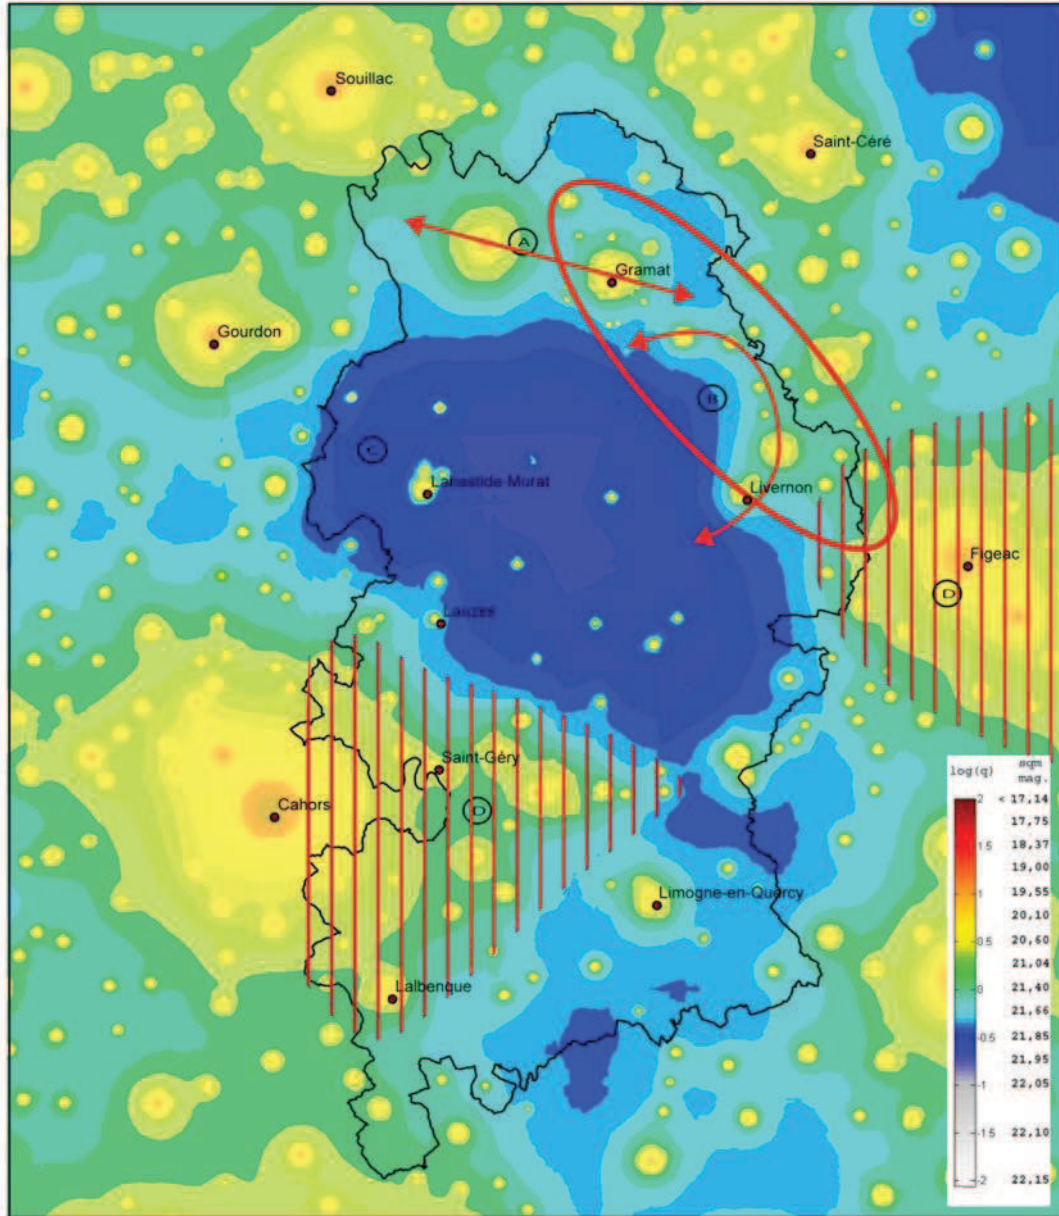 Souillac
Saint-Céré
A
Gramat
Gourdon
B
C
Labastide-Murat
Livernon
Figeac
D
Lauzes
Saint-Géry
Cahors
D
Limogne-en-Quercy
Lalbenque
log(q)
sqm
mag.
2 < 17,14
17,75
1.5 18,37
19,00
1 19,55
20,10
0.5 20,60
21,04
0 21,40
21,66
-0.5 21,85
21,95
-1 22,05
-1.5 22,10
-2 22,15